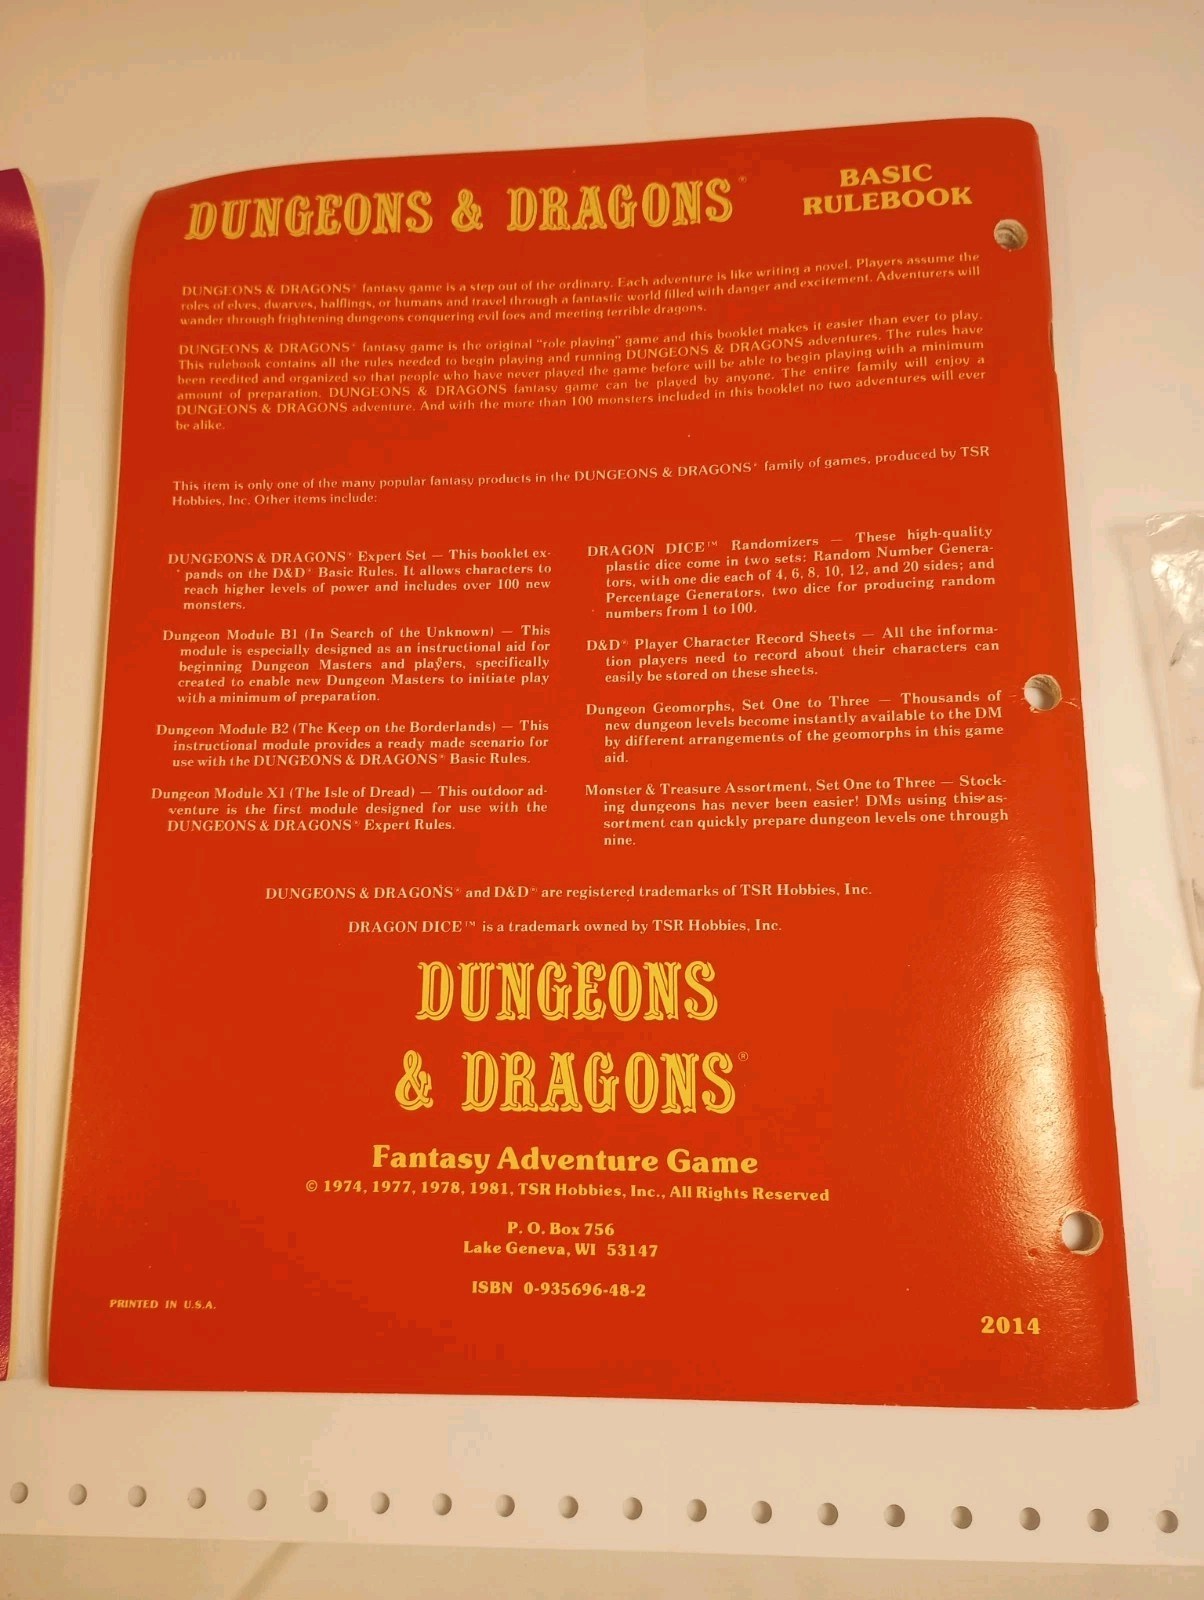 DUNGEONS & DRAGONS®
BASIC
RULEBOOK
DUNGEONS & DRAGONS® fantasy game is a step out of the ordinary. Each adventure is like writing a novel. Players assume the
roles of elves, dwarves, halflings, or humans and travel through a fantastic world filled with danger and excitement. Adventurers will
wander through frightening dungeons conquering evil foes and meeting terrible dragons.
DUNGEONS & DRAGONS® fantasy game is the original "role playing" game and this booklet makes it easier than ever to play.
This rulebook contains all the rules needed to begin playing and running DUNGEONS & DRAGONS adventures. The rules have
been reedited and organized so that people who have never played the game before will be able to begin playing with a minimum
amount of preparation. DUNGEONS & DRAGONS fantasy game can be played by anyone. The entire family will enjoy a
DUNGEONS & DRAGONS adventure. And with the more than 100 monsters included in this booklet no two adventures will ever
be alike.
This item is only one of the many popular fantasy products in the DUNGEONS & DRAGONS® family of games, produced by TSR
Hobbies, Inc. Other items include:
DUNGEONS & DRAGONS® Expert Set — This booklet ex-
pands on the D&D® Basic Rules. It allows characters to
reach higher levels of power and includes over 100 new
monsters.
Dungeon Module B1 (In Search of the Unknown) — This
module is especially designed as an instructional aid for
beginning Dungeon Masters and players, specifically
created to enable new Dungeon Masters to initiate play
with a minimum of preparation.
Dungeon Module B2 (The Keep on the Borderlands) — This
instructional module provides a ready made scenario for
use with the DUNGEONS & DRAGONS® Basic Rules.
Dungeon Module X1 (The Isle of Dread) — This outdoor ad-
venture is the first module designed for use with the
DUNGEONS & DRAGONS® Expert Rules.
DRAGON DICE™ Randomizers — These high-quality
plastic dice come in two sets: Random Number Genera-
tors, with one die each of 4, 6, 8, 10, 12, and 20 sides; and
Percentage Generators, two dice for producing random
numbers from 1 to 100.
D&D® Player Character Record Sheets — All the informa-
tion players need to record about their characters can
easily be stored on these sheets.
Dungeon Geomorphs, Set One to Three — Thousands of
new dungeon levels become instantly available to the DM
by different arrangements of the geomorphs in this game
aid.
Monster & Treasure Assortment, Set One to Three — Stock-
ing dungeons has never been easier! DMs using this as-
sortment can quickly prepare dungeon levels one through
nine.
DUNGEONS & DRAGONS® and D&D® are registered trademarks of TSR Hobbies, Inc.
DRAGON DICE™ is a trademark owned by TSR Hobbies, Inc.
DUNGEONS
& DRAGONS®
Fantasy Adventure Game
© 1974, 1977, 1978, 1981, TSR Hobbies, Inc., All Rights Reserved
P. O. Box 756
Lake Geneva, WI 53147
ISBN 0-935696-48-2
PRINTED IN U.S.A.
2014